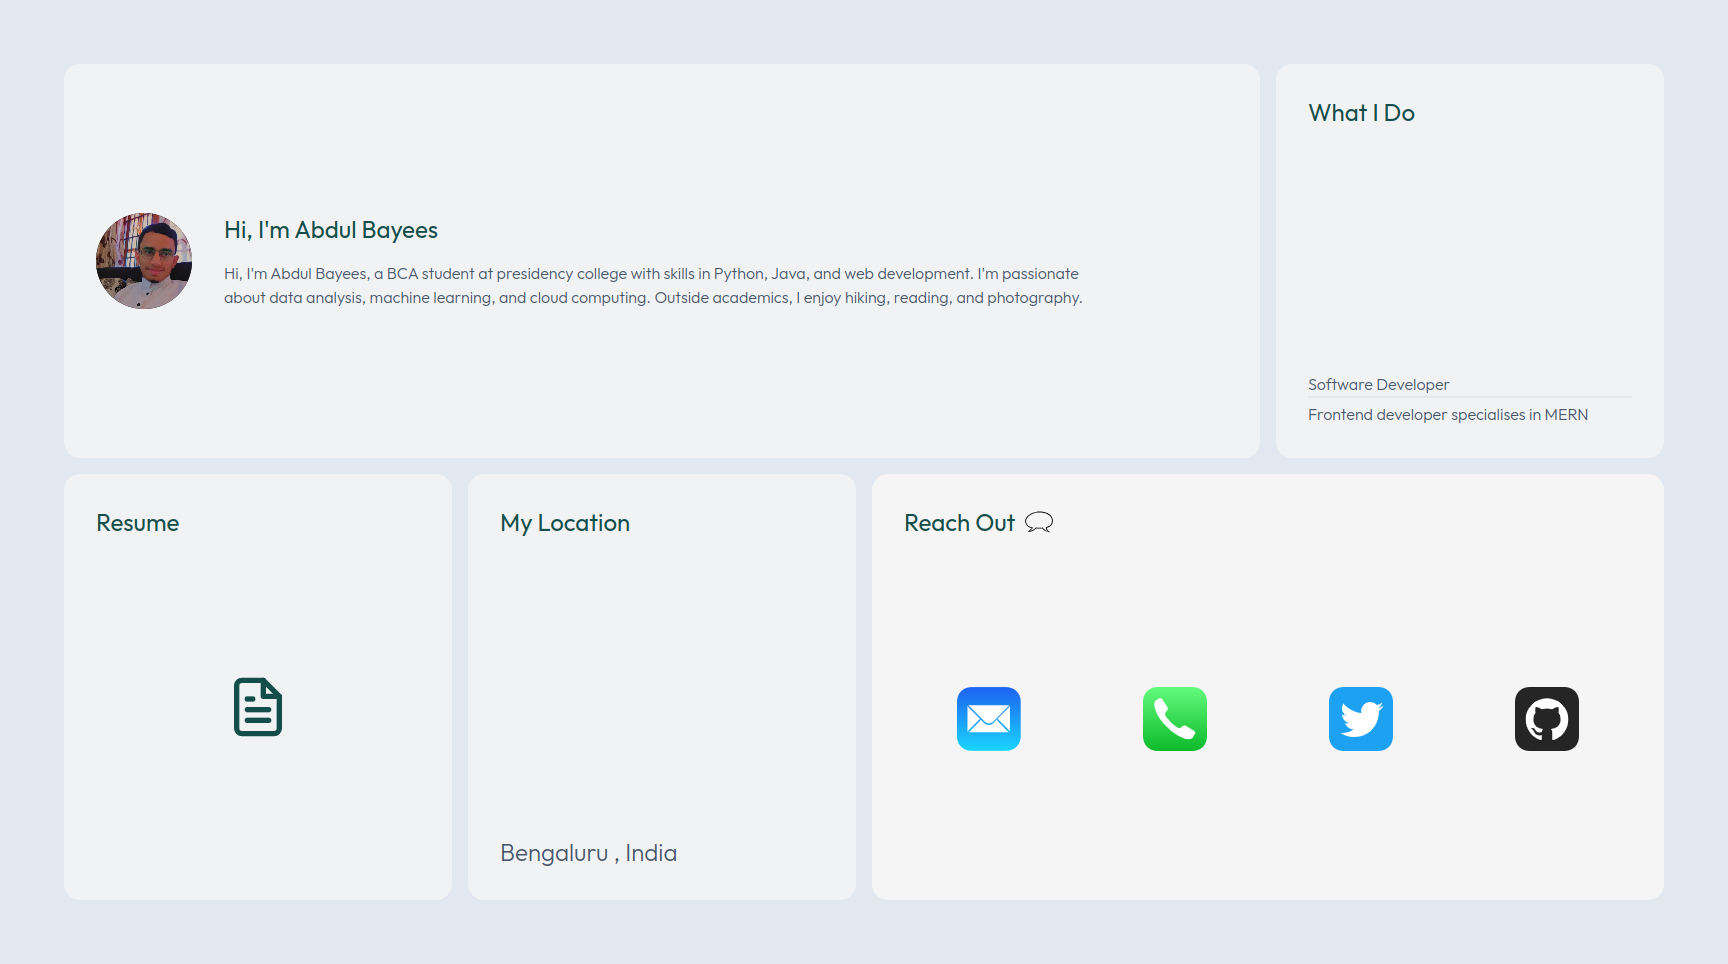 Hi, I'm Abdul Bayees
Hi, I'm Abdul Bayees, a BCA student at presidency college with skills in Python, Java, and web development. I'm passionate
about data analysis, machine learning, and cloud computing. Outside academics, I enjoy hiking, reading, and photography.
What I Do
Software Developer
Frontend developer specialises in MERN
Resume
My Location
Bengaluru , India
Reach Out 🗨